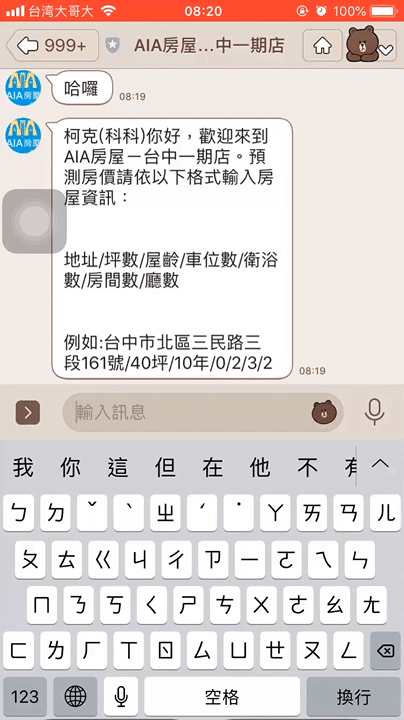 台湾大哥大
08:20
100%
999+
AIA房屋...中一期店
哈囉
08:19
AIA房屋
柯克(科科)你好，歡迎來到
AIA房屋－台中一期店。預
測房價請依以下格式輸入房
屋資訊：
地址/坪數/屋齡/車位數/衛浴
數/房間數/廳數
例如:台中市北區三民路三
段161號/40坪/10年/0/2/3/2
08:19
AIA房屋
輸入訊息
我 你 這 但 在 他 不 有
ㄅ ㄉ ˇ ˋ ㄓ ˊ ˙ ㄚ ㄞ ㄢ ㄦ
ㄆ ㄊ ㄍ ㄐ ㄔ ㄗ ㄧ ㄛ ㄟ ㄣ
ㄇ ㄋ ㄎ ㄑ ㄕ ㄘ ㄨ ㄜ ㄠ ㄤ
ㄈ ㄌ ㄏ ㄒ ㄖ ㄙ ㄩ ㄝ ㄡ ㄥ
123 空格 換行